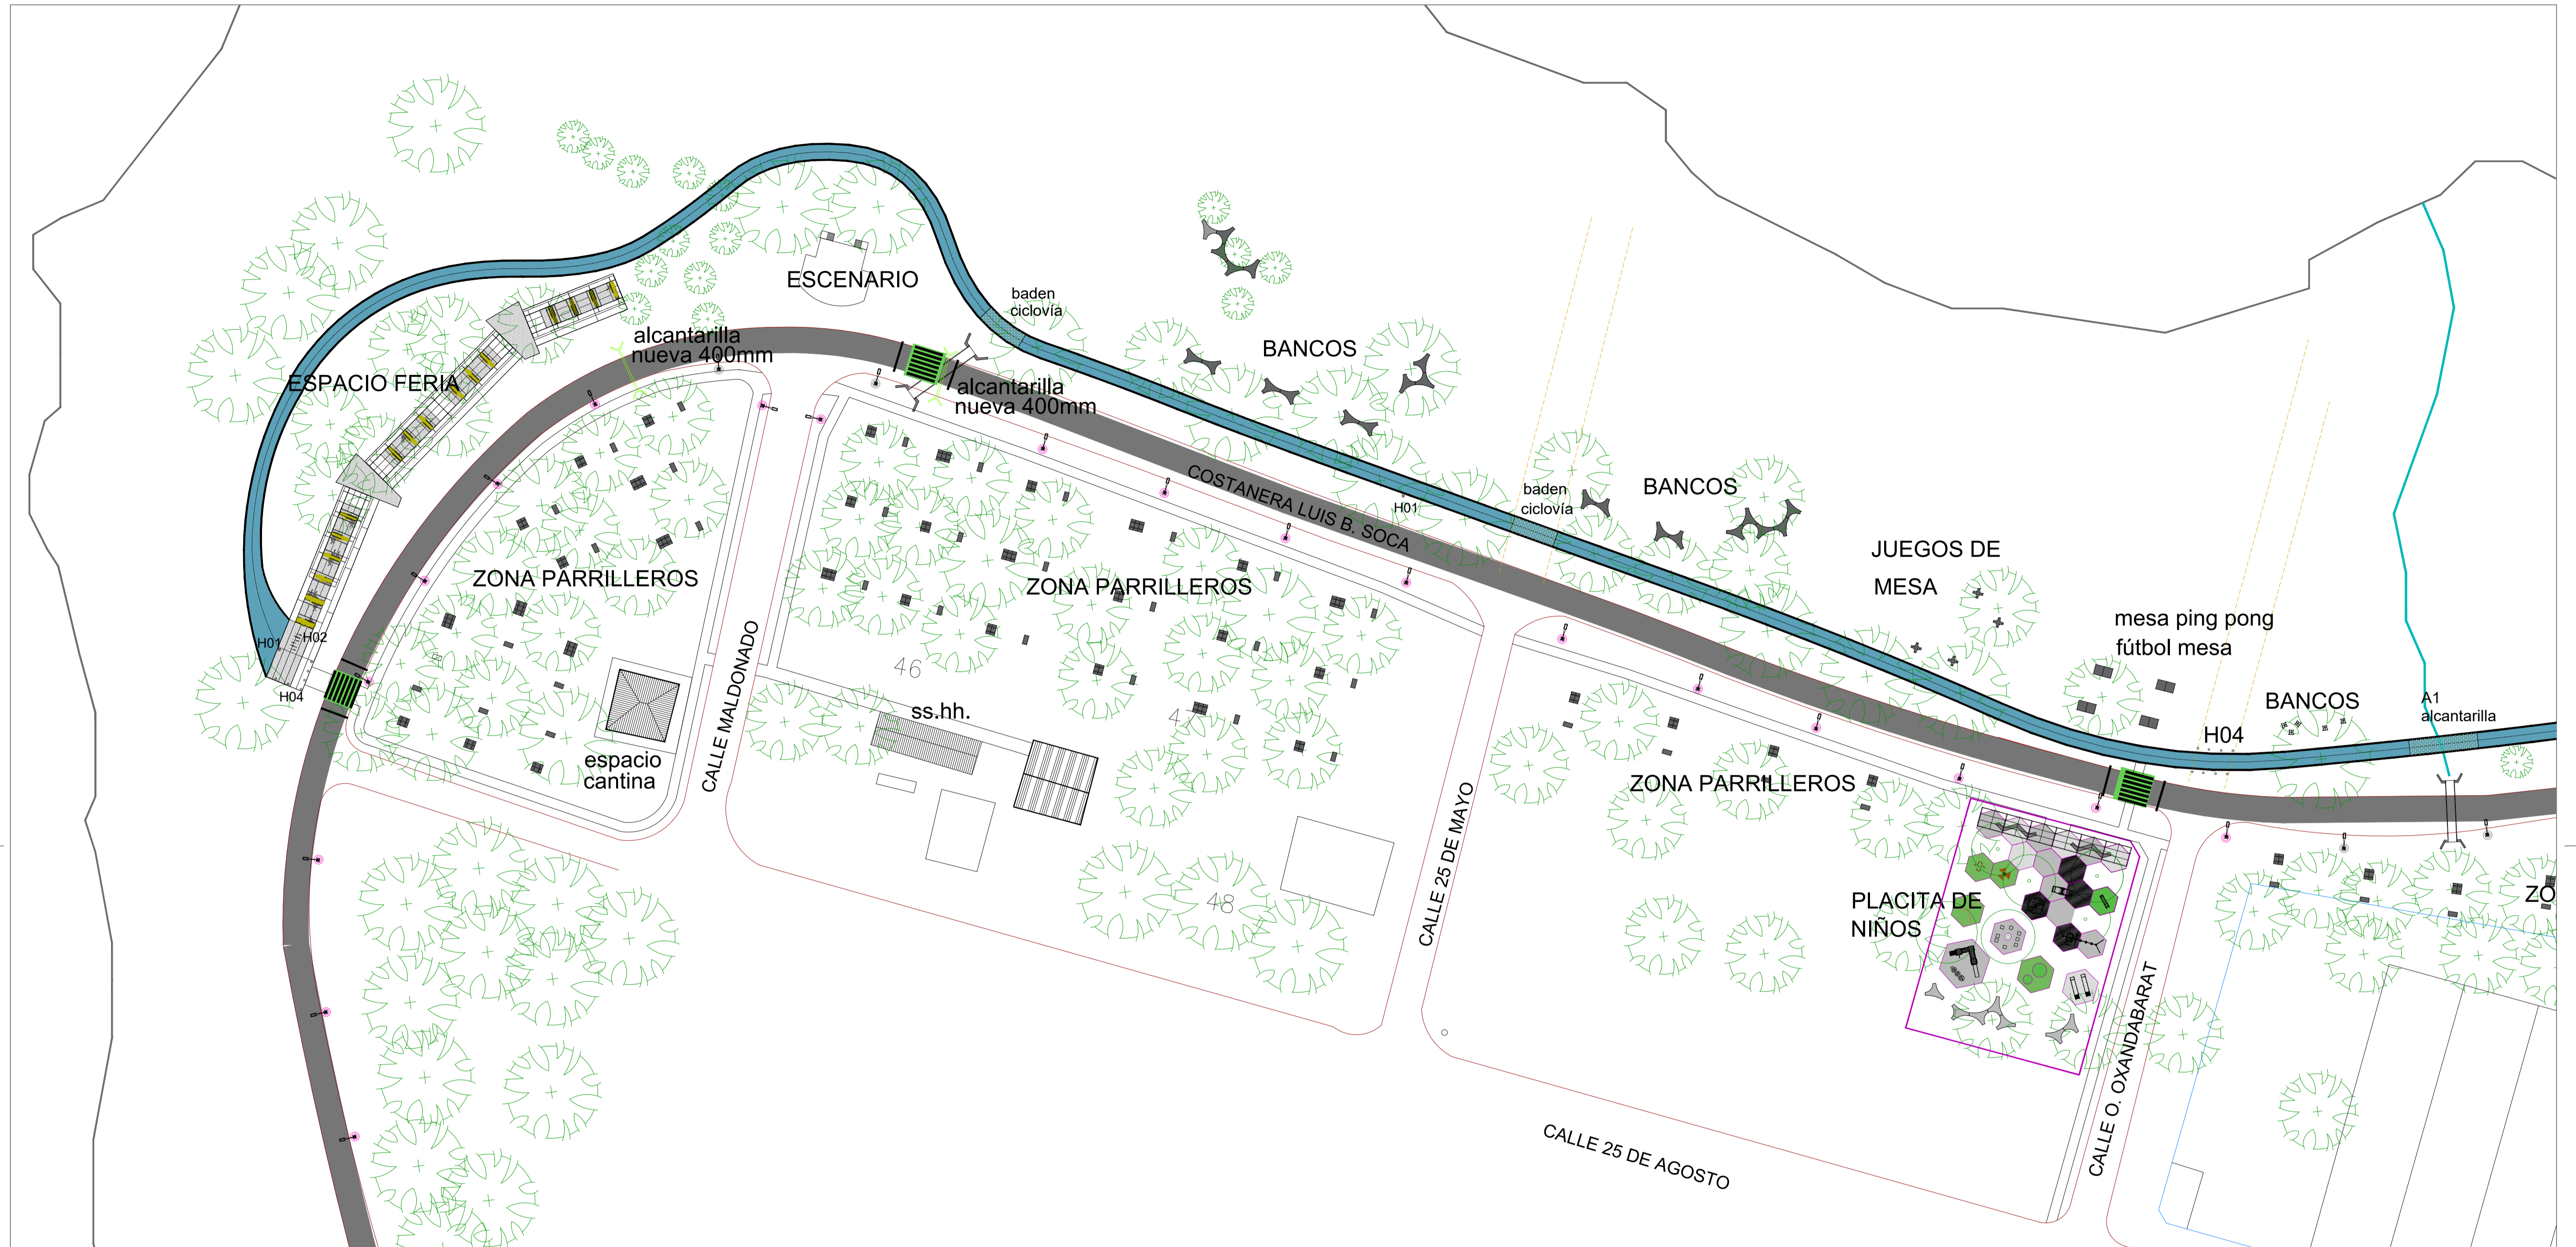 ESCENARIO
baden
ciclovía
alcantarilla
nueva 400mm
BANCOS
ESPACIO FERIA
alcantarilla
nueva 400mm
COSTANERA LUIS B. SOCA
H01
baden
ciclovía
BANCOS
JUEGOS DE
MESA
ZONA PARRILLEROS
ZONA PARRILLEROS
mesa ping pong
fútbol mesa
H01
H02
H04
46
4
ss.hh.
CALLE MALDONADO
espacio
cantina
BANCOS
A1
alcantarilla
H04
ZONA PARRILLEROS
CALLE 25 DE MAYO
48
PLACITA DE
NIÑOS
ZO
CALLE O. OXANDABARAT
CALLE 25 DE AGOSTO